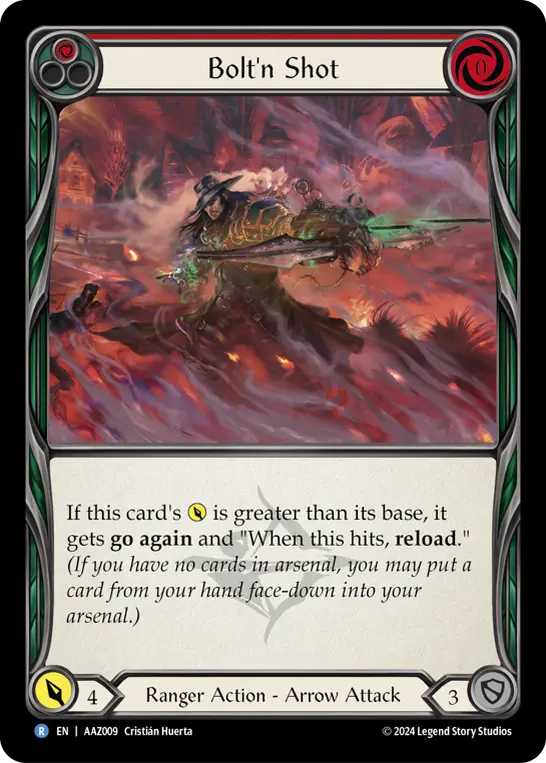 Bolt'n Shot
0
If this card's is greater than its base, it
gets go again and "When this hits, reload."
(If you have no cards in arsenal, you may put a
card from your hand face-down into your
arsenal.)
4
Ranger Action - Arrow Attack
3
R EN | AAZ009 Cristián Huerta
© 2024 Legend Story Studios